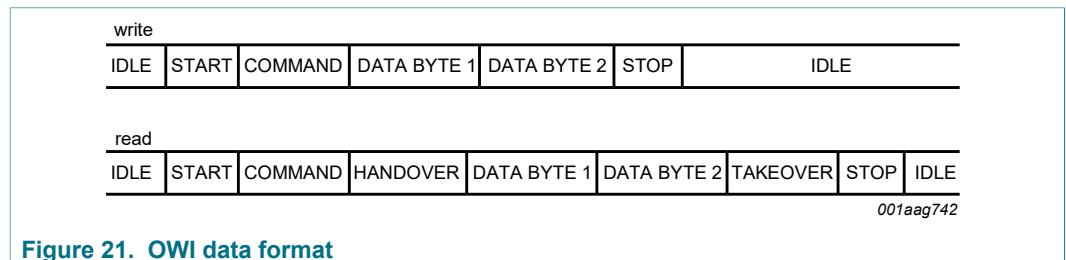 write
IDLE START COMMAND DATA BYTE 1 DATA BYTE 2 STOP IDLE
read
IDLE START COMMAND HANDOVER DATA BYTE 1 DATA BYTE 2 TAKEOVER STOP IDLE
001aag742
Figure 21. OWI data format